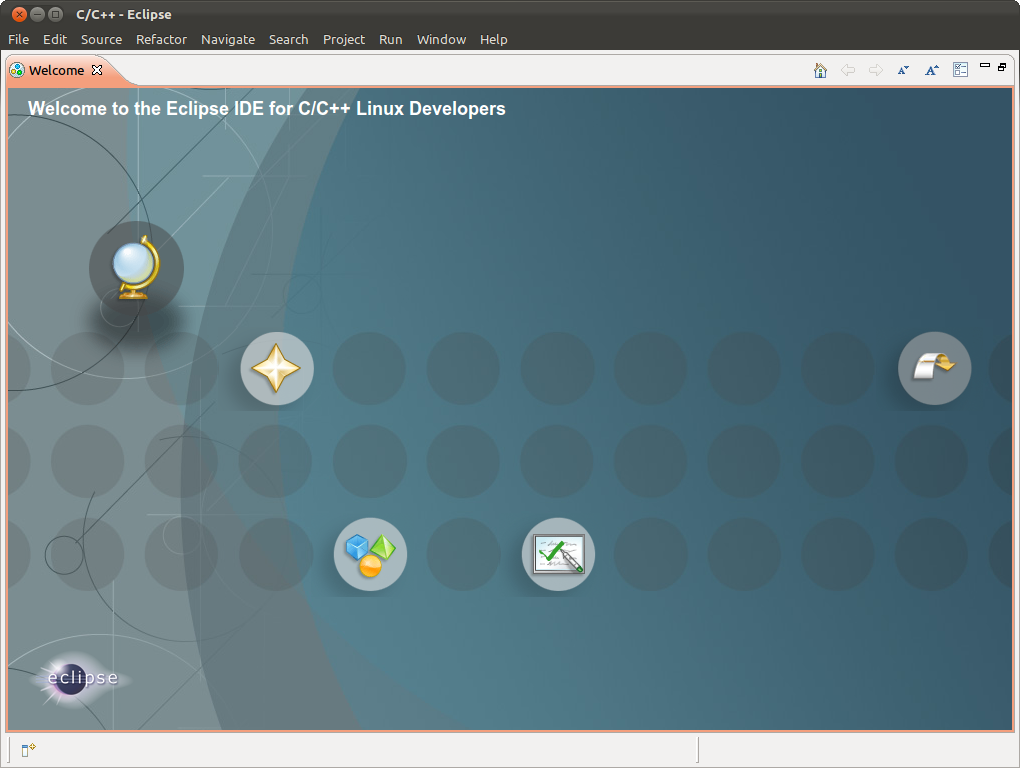 C/C++ - Eclipse
File Edit Source Refactor Navigate Search Project Run Window Help
Welcome
Welcome to the Eclipse IDE for C/C++ Linux Developers
eclipse